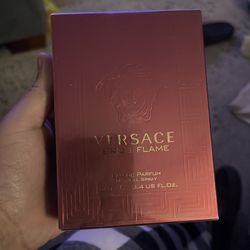 VERSACE
EROS FLAME
EAU DE PARFUM
NATURAL SPRAY
3.4 US FL.OZ.